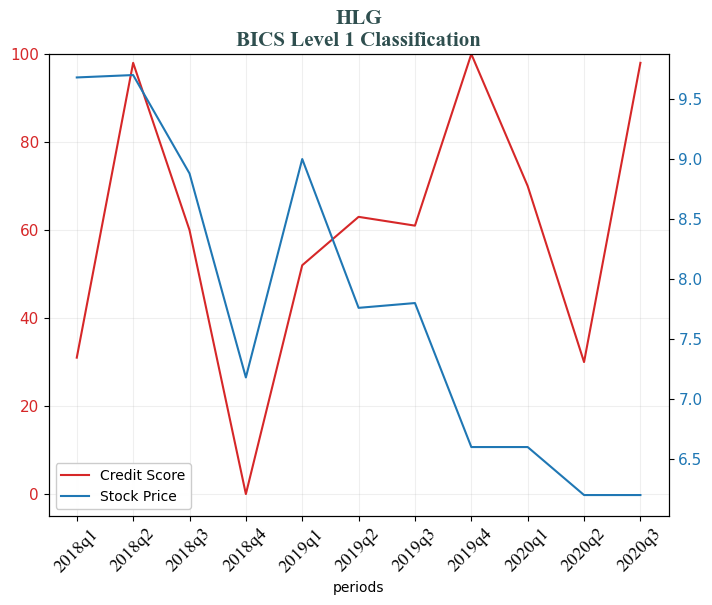 HLG
BICS Level 1 Classification
100
80
60
40
20
0
9.5
9.0
8.5
8.0
7.5
7.0
6.5
Credit Score
Stock Price
2018q1
2018q2
2018q3
2018q4
2019q1
2019q2
2019q3
2019q4
2020q1
2020q2
2020q3
periods